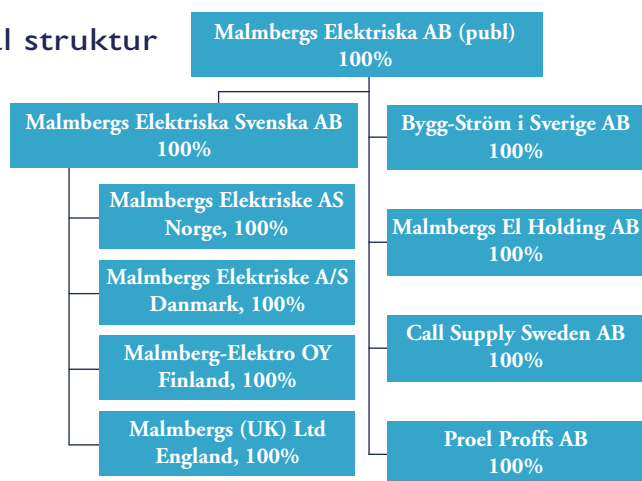 struktur
Malmbergs Elektriska AB (publ)
100%
Malmbergs Elektriska Svenska AB
100%
Malmbergs Elektriske AS
Norge, 100%
Malmbergs Elektriske A/S
Danmark, 100%
Malmberg-Elektro OY
Finland, 100%
Malmbergs (UK) Ltd
England, 100%
Bygg-Ström i Sverige AB
100%
Malmbergs El Holding AB
100%
Call Supply Sweden AB
100%
Proel Proffs AB
100%